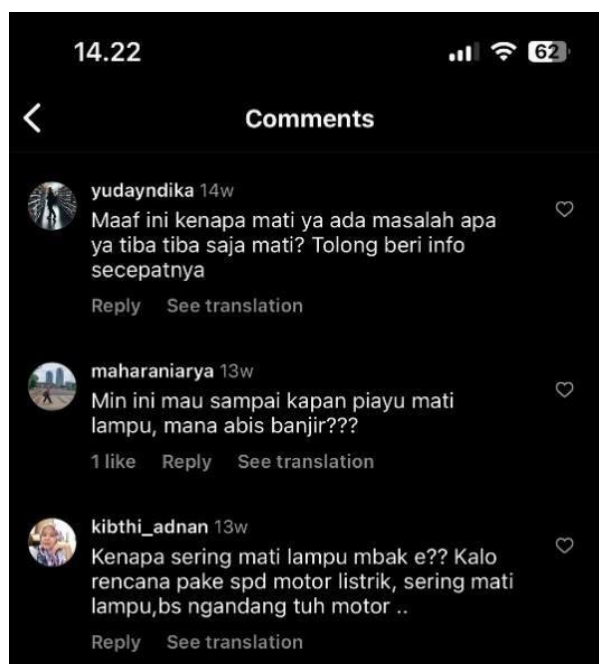 14.22
62
Comments
yudayndika 14w
Maaf ini kenapa mati ya ada masalah apa
ya tiba tiba saja mati? Tolong beri info
secepatnya
Reply See translation
maharaniarya 13w
Min ini mau sampai kapan piayu mati
lampu, mana abis banjir???
1 like Reply See translation
kibthi_adnan 13w
Kenapa sering mati lampu mbak e?? Kalo
rencana pake spd motor listrik, sering mati
lampu,bs ngandang tuh motor ..
Reply See translation